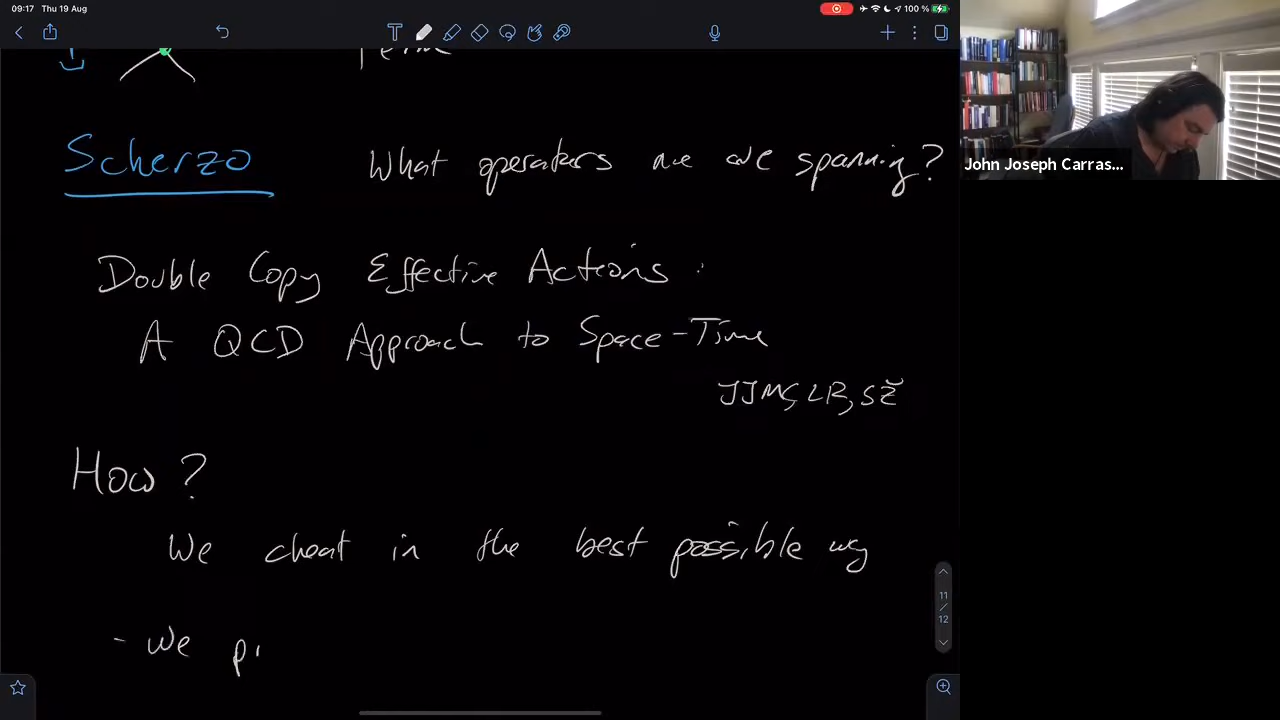 09:17 Thu 19 Aug
100 %
Scherzo What operators are we spanning?
John Joseph Carras...
Double Copy Effective Actions:
A QCD Approach to Space-Time
JJMC, LR, SZ̆
How?
We cheat in the best possible way
11
/
12
- We p